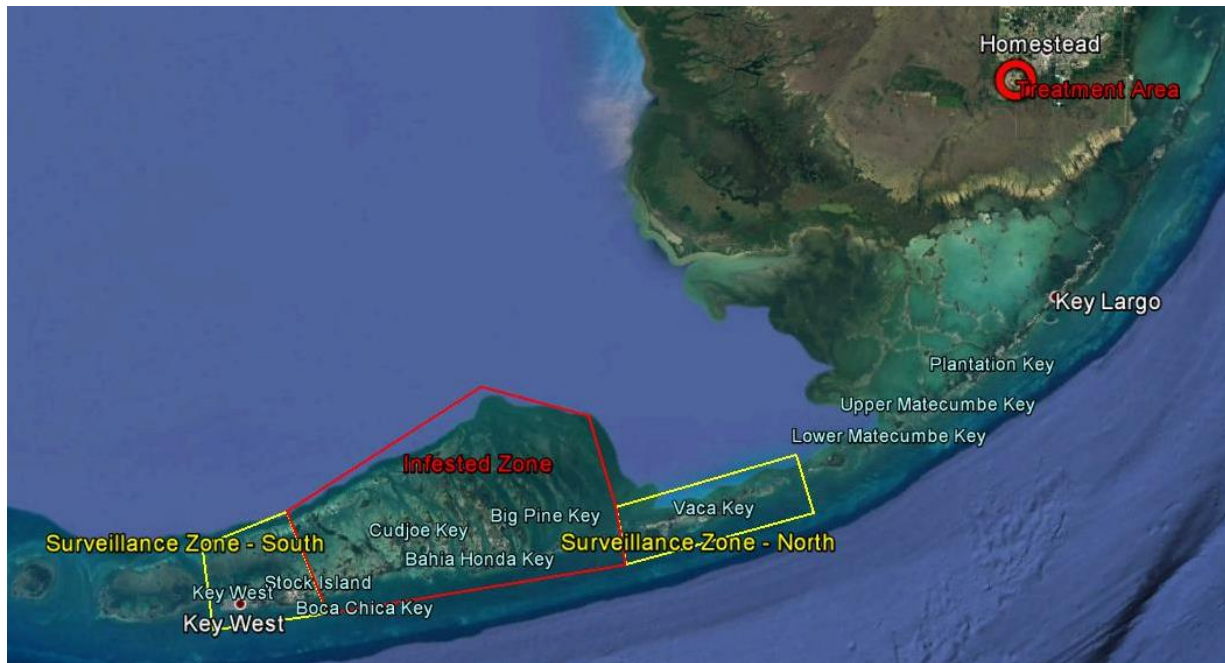 Homestead
Treatment Area
Key Largo
Plantation Key
Upper Matecumbe Key
Lower Matecumbe Key
Infested Zone
Big Pine Key
Vaca Key
Cudjoe Key
Surveillance Zone - South
Surveillance Zone - North
Bahia Honda Key
Stock Island
Key West
Boca Chica Key
Key West